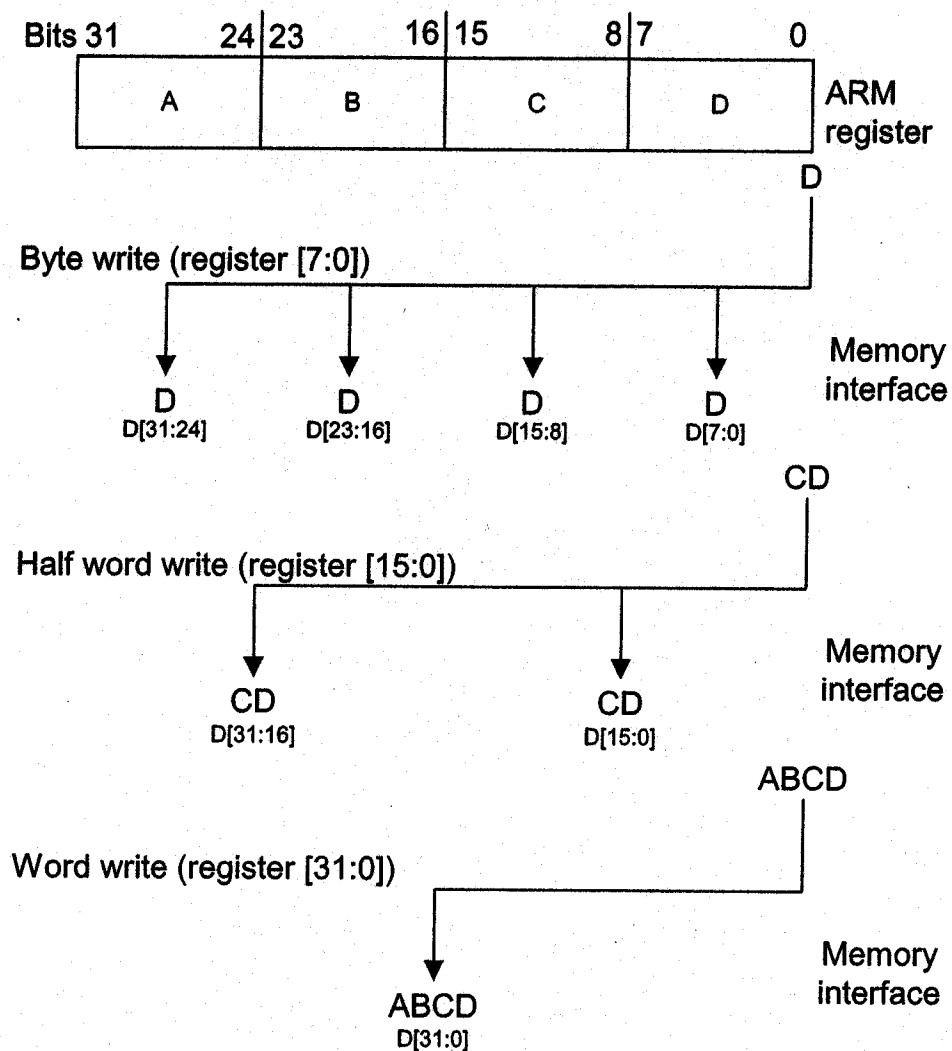 Bits 31 24 23 16 15 8 7 0
A B C D
ARM
register
D
Byte write (register [7:0])
Memory
interface
D D D D
D[31:24] D[23:16] D[15:8] D[7:0]
CD
Half word write (register [15:0])
Memory
interface
CD CD
D[31:16] D[15:0]
ABCD
Word write (register [31:0])
Memory
interface
ABCD
D[31:0]